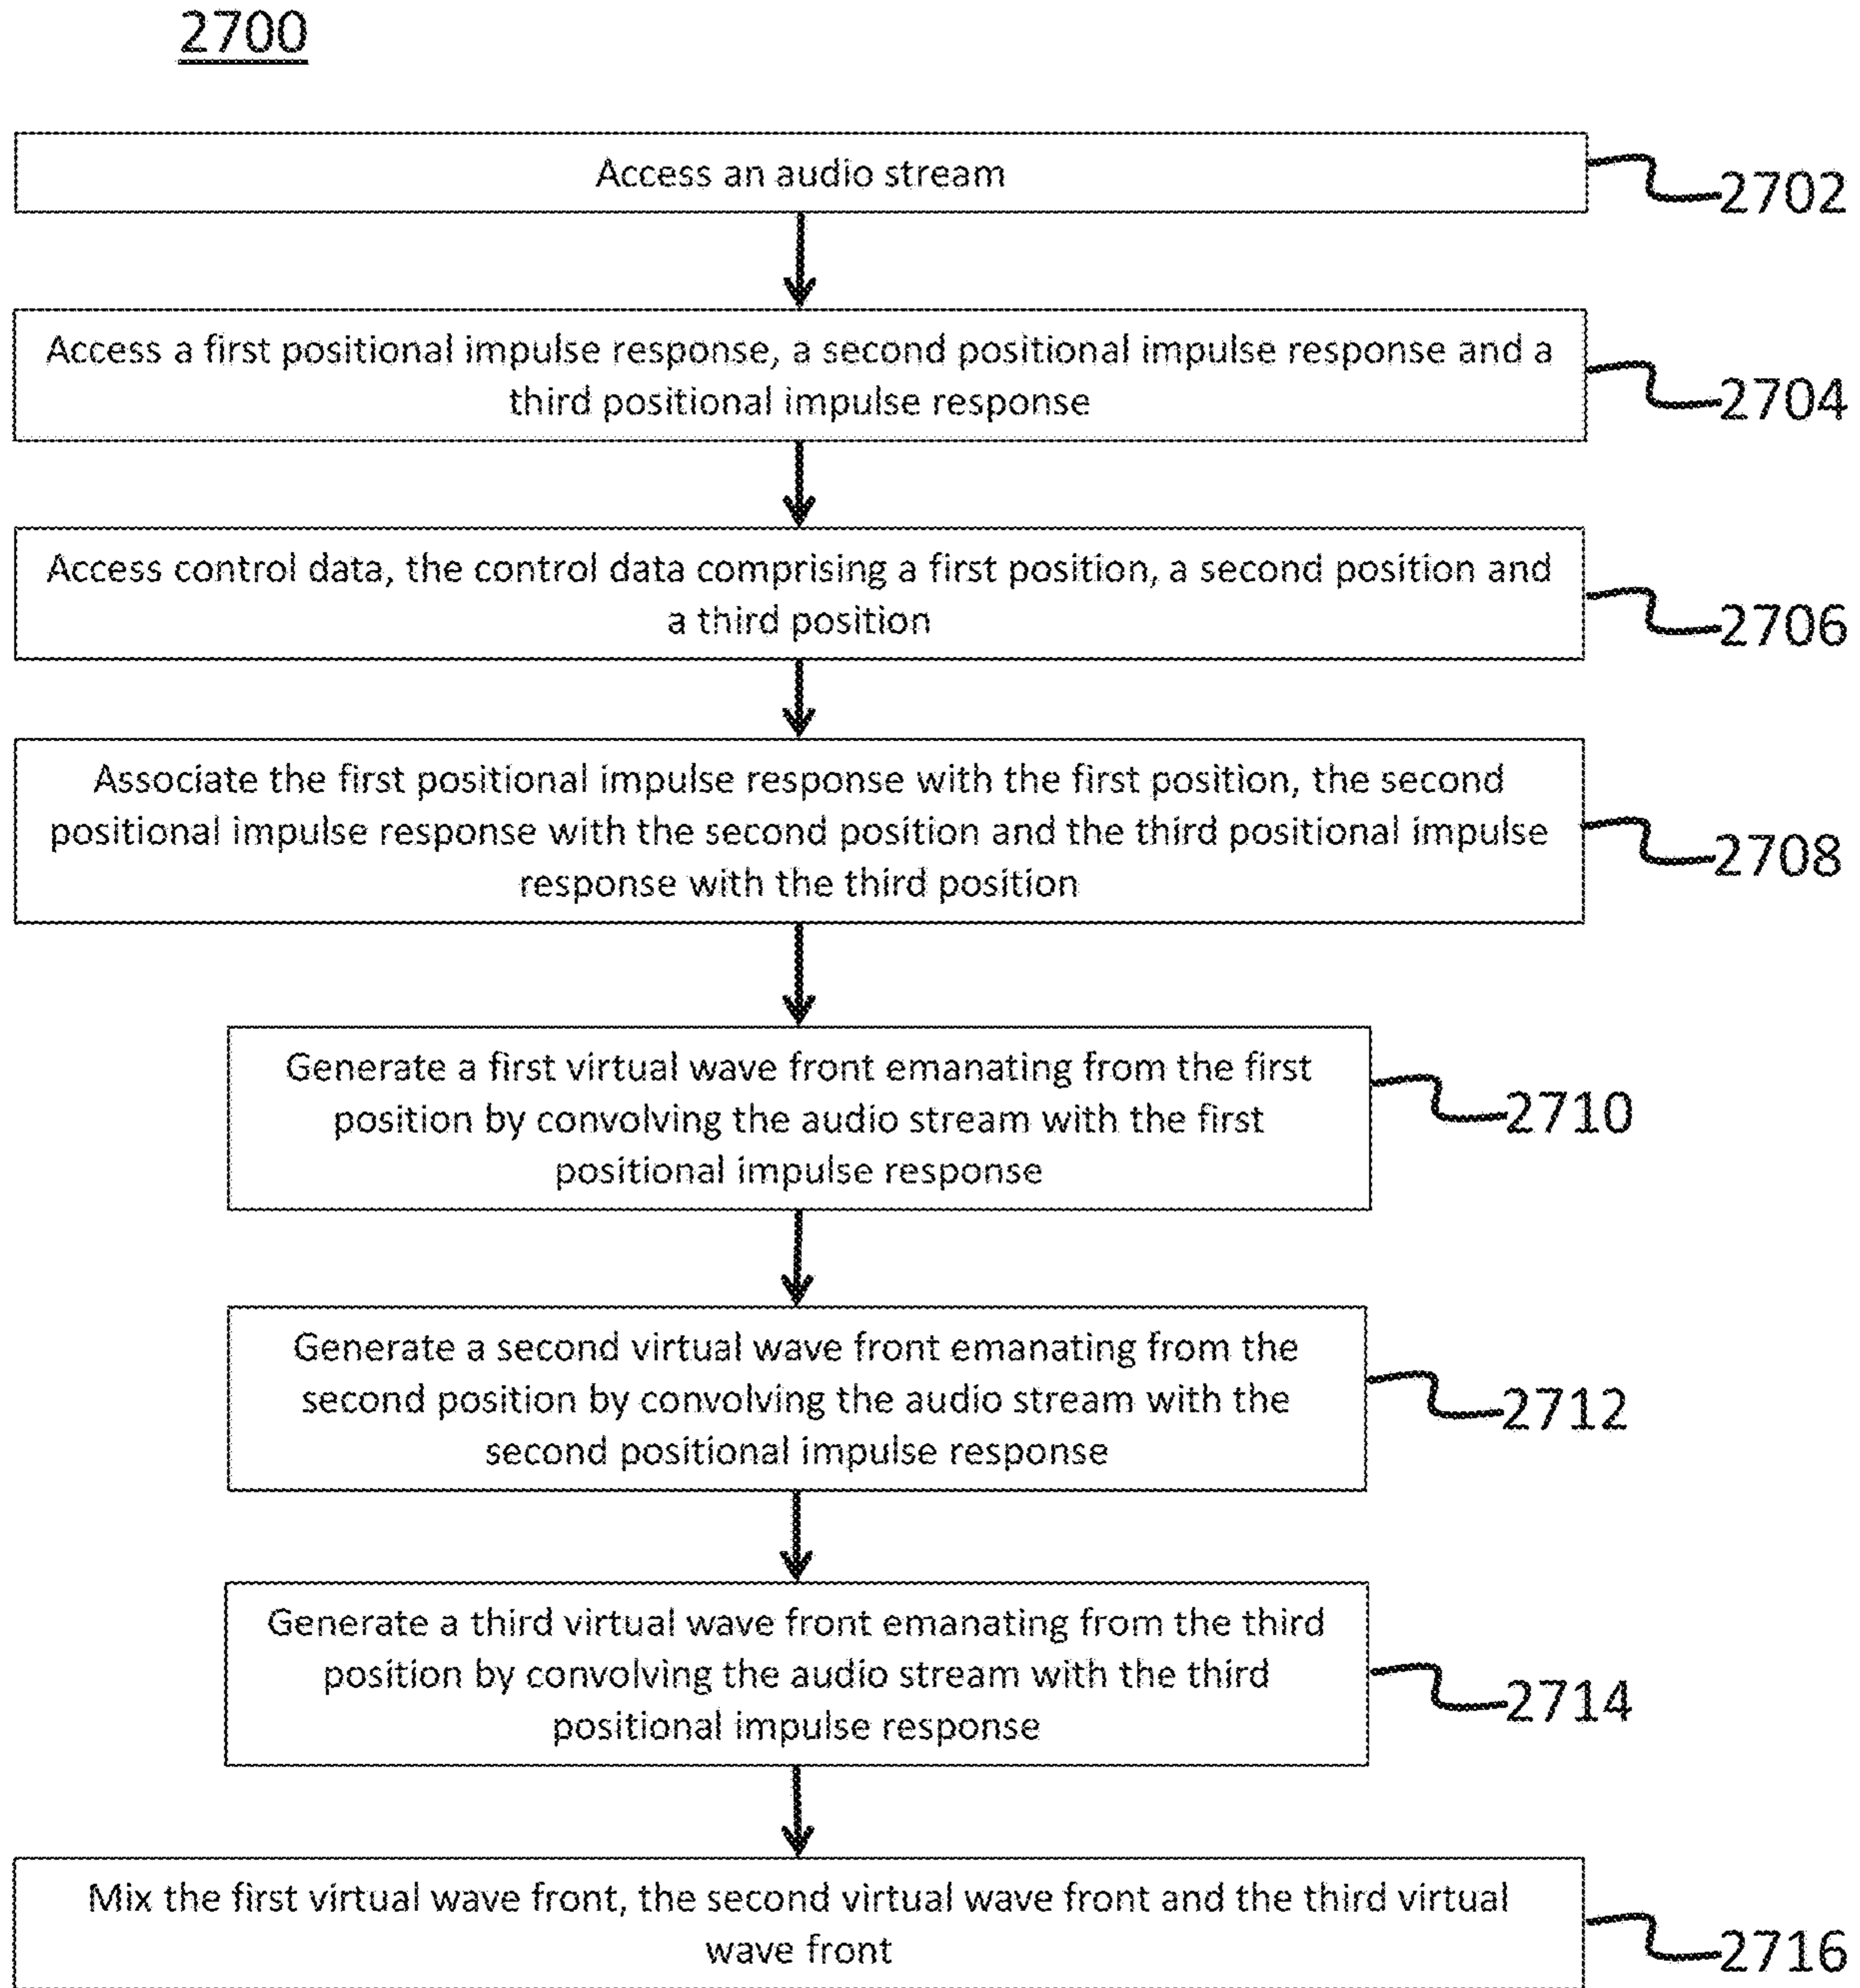 2700
Access an audio stream
2702
Access a first positional impulse response, a second positional impulse response and a
third positional impulse response
2704
Access control data, the control data comprising a first position, a second position and
a third position
2706
Associate the first positional impulse response with the first position, the second
positional impulse response with the second position and the third positional impulse
response with the third position
2708
Generate a first virtual wave front emanating from the first
position by convolving the audio stream with the first
positional impulse response
2710
Generate a second virtual wave front emanating from the
second position by convolving the audio stream with the
second positional impulse response
2712
Generate a third virtual wave front emanating from the third
position by convolving the audio stream with the third
positional impulse response
2714
Mix the first virtual wave front, the second virtual wave front and the third virtual
wave front
2716